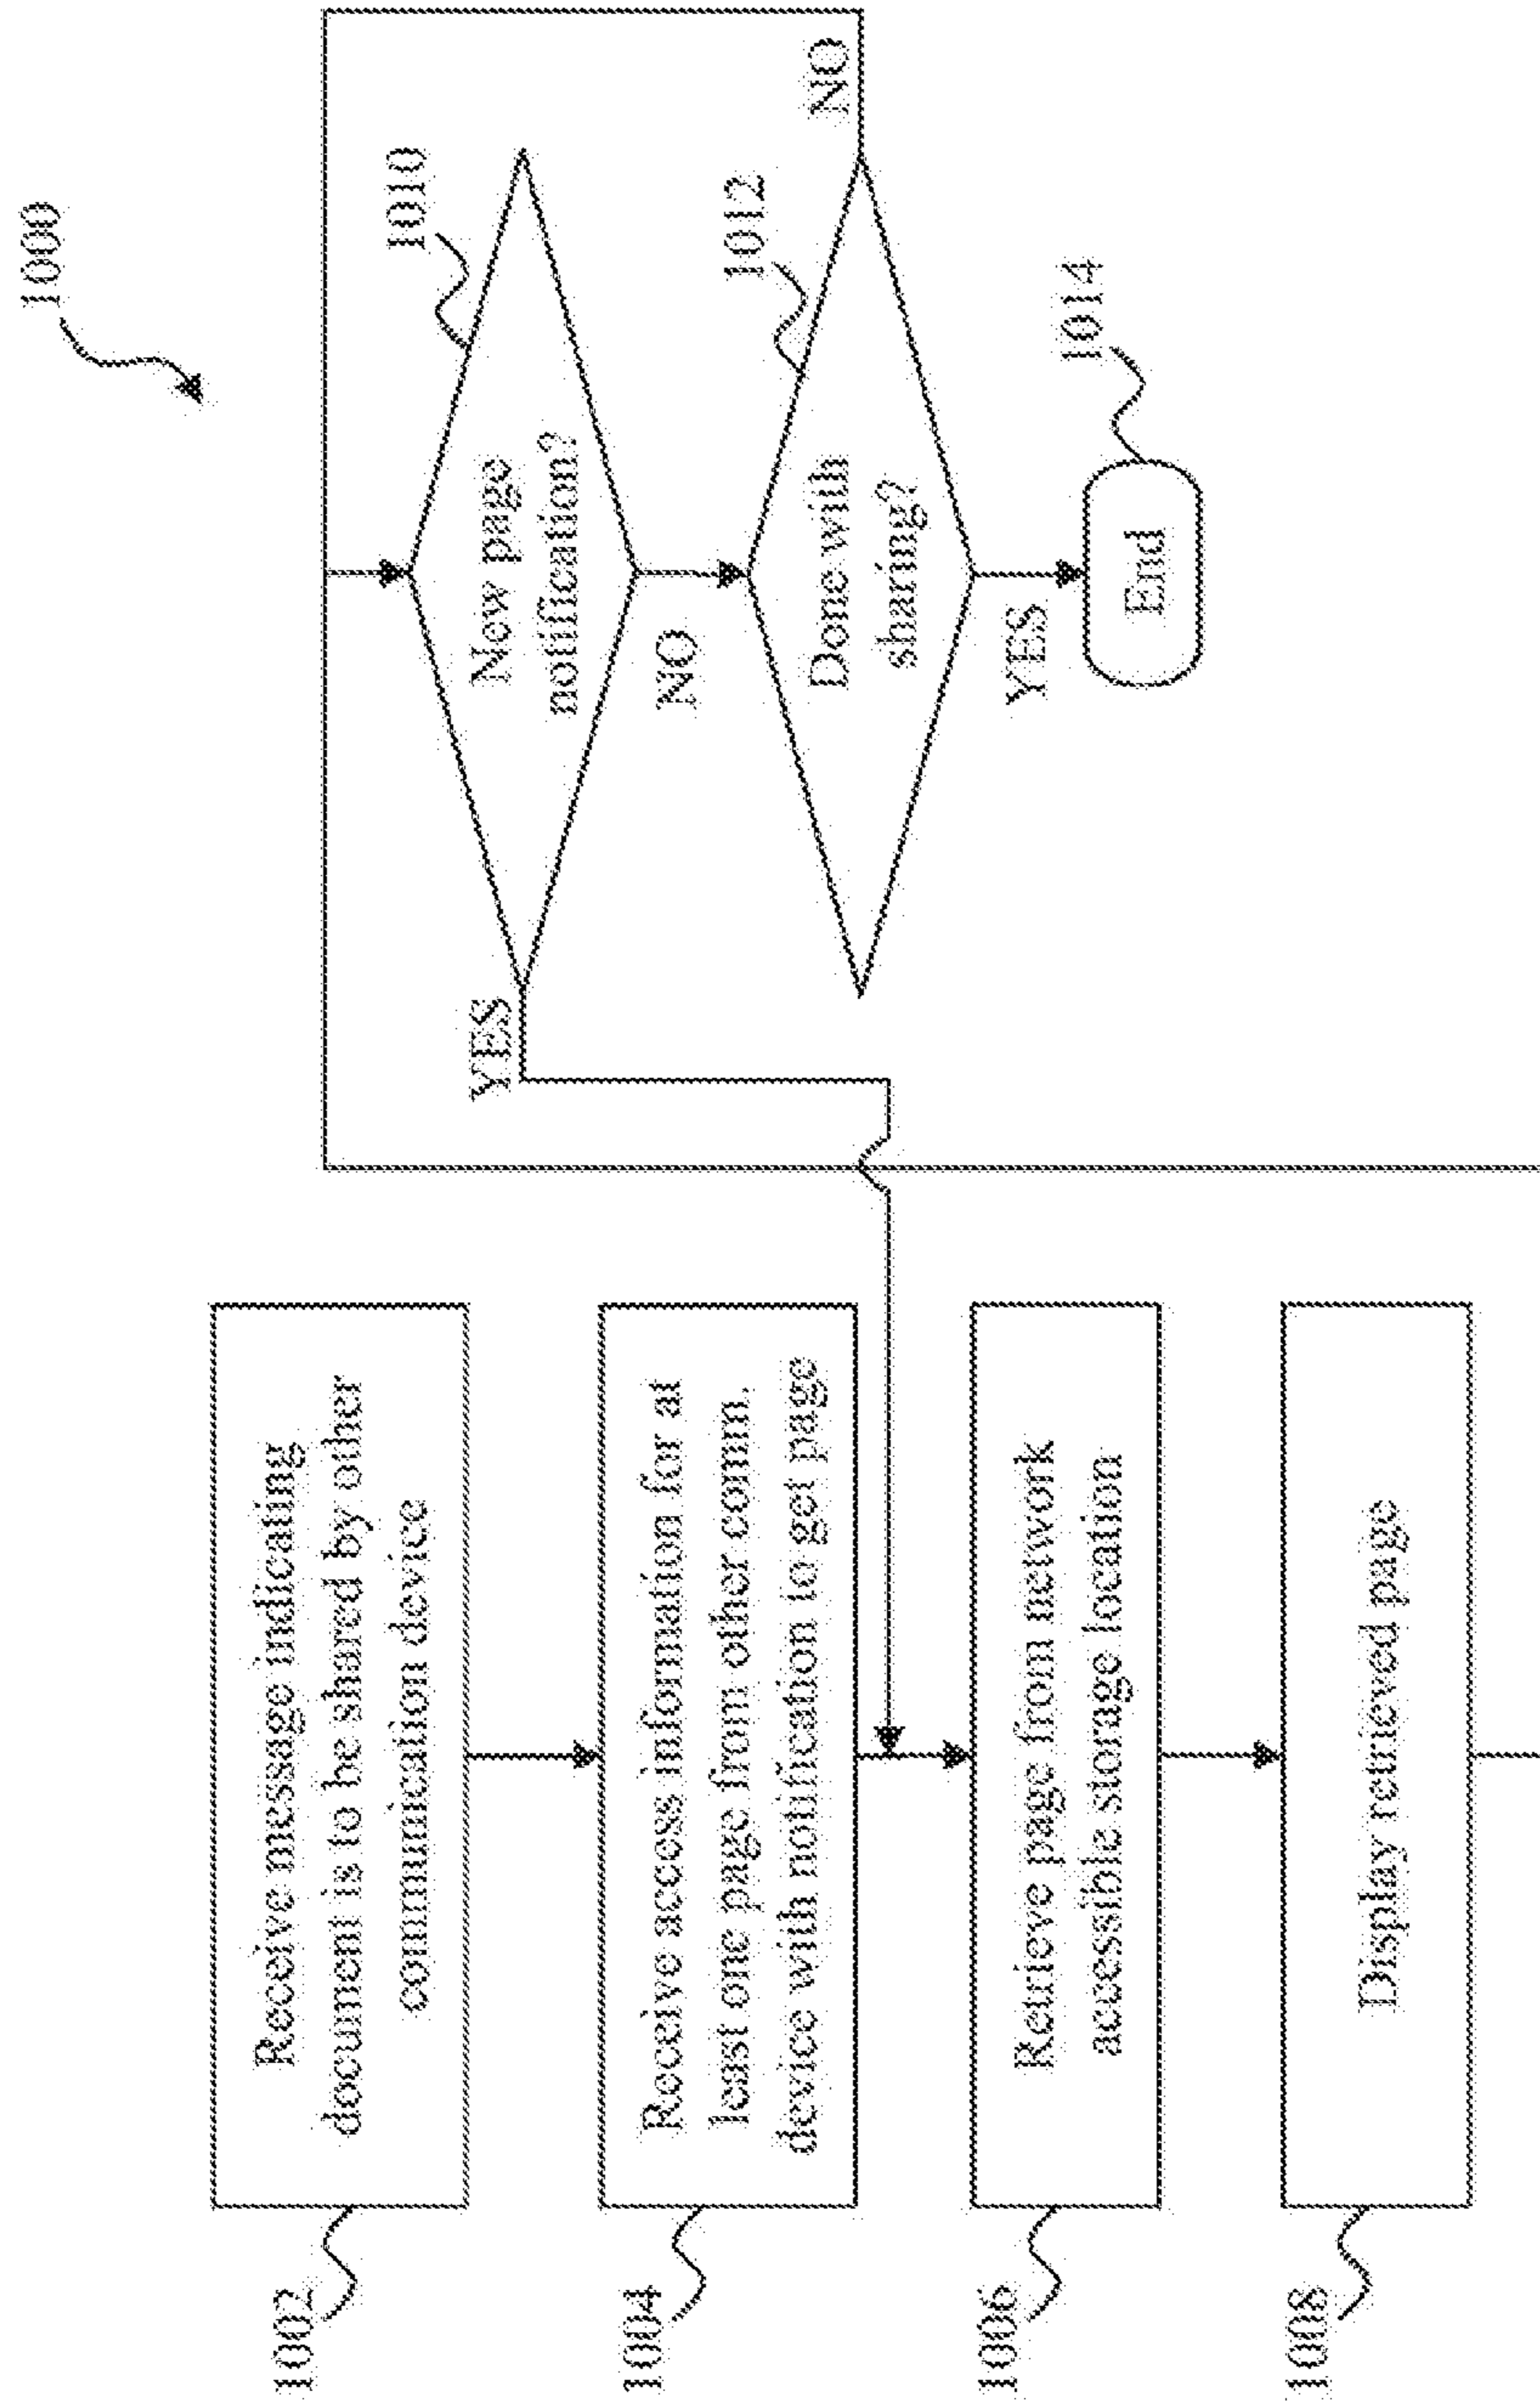 1000
1002
Receive message indicating
document is to be shared by other
communication device
1004
Receive access information for at
least one page from other comm.
device with notification to get page
1006
Retrieve page from network
accessible storage location
1008
Display retrieved page
1010
New page
notification?
YES
NO
1012
Done with
sharing?
NO
YES
1014
End